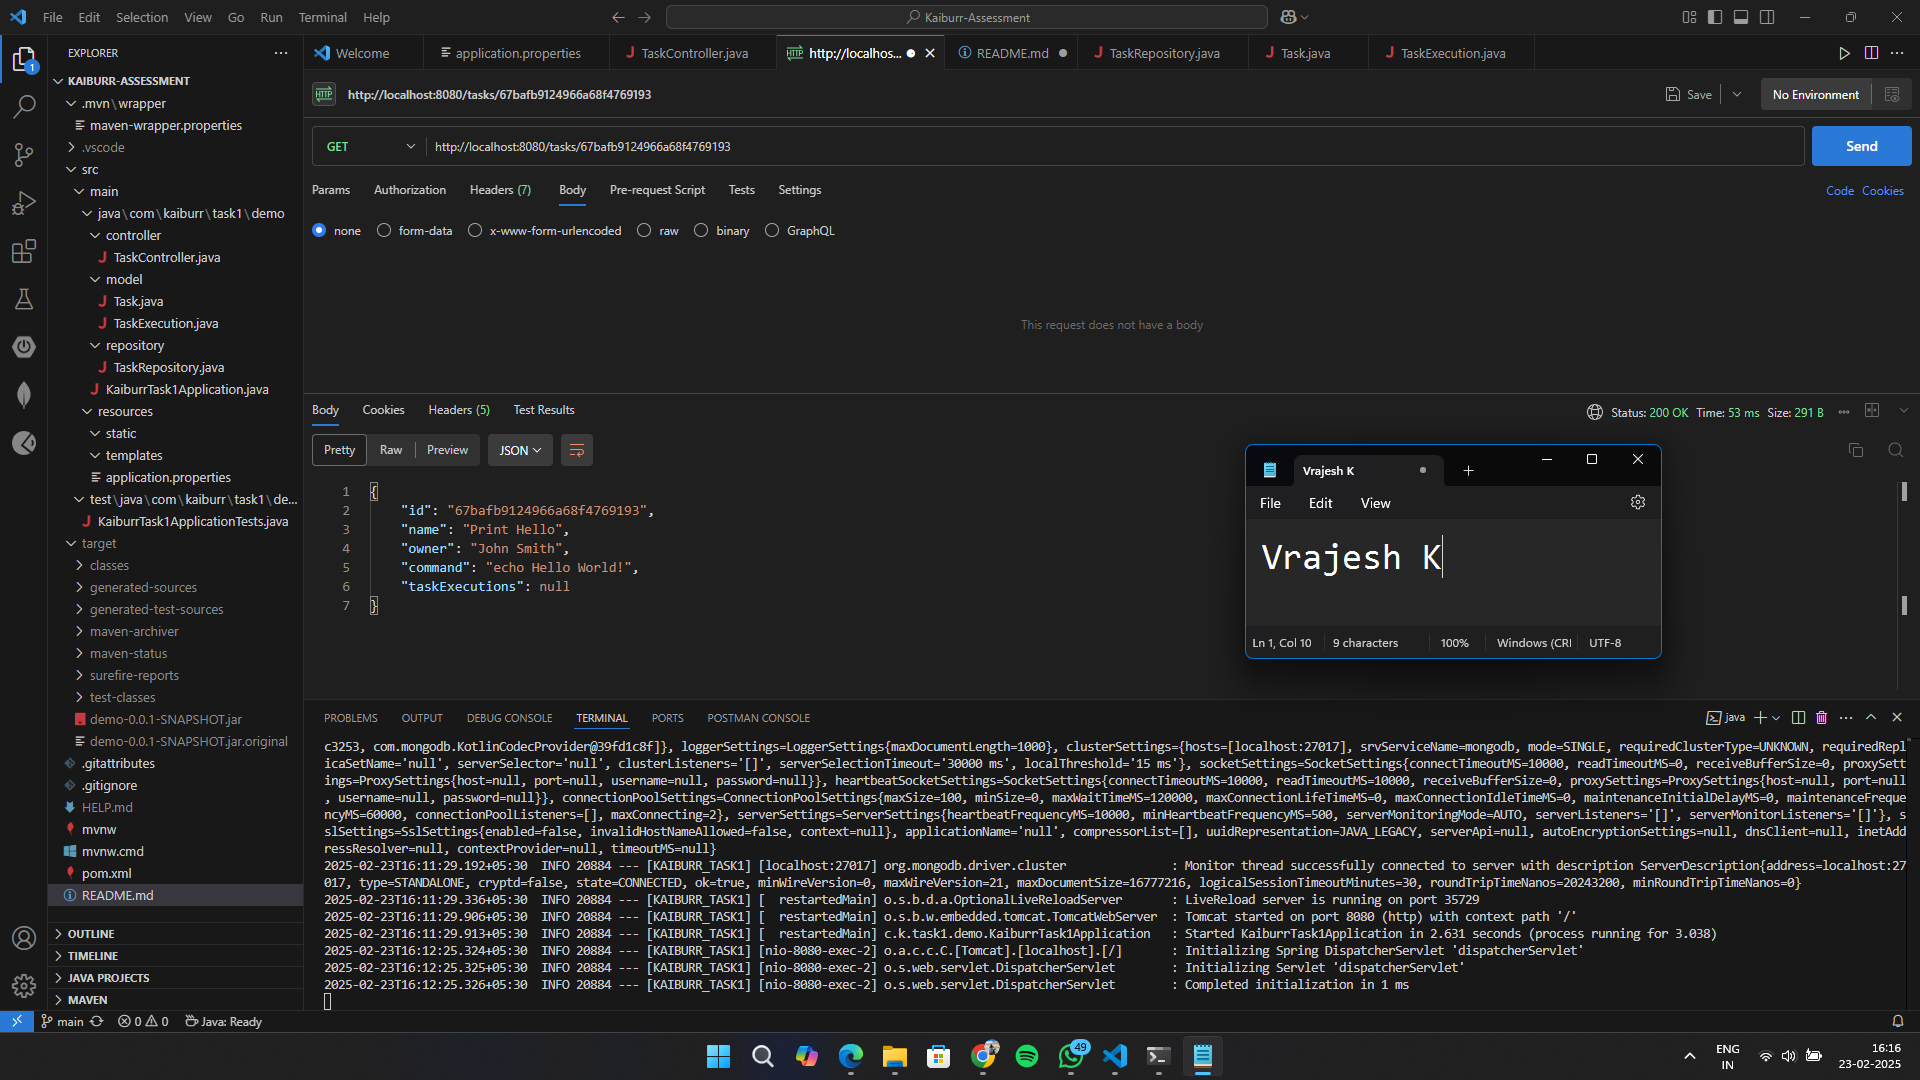 File Edit Selection View Go Run Terminal Help
Kaiburr-Assessment
EXPLORER
1
KAIBURR-ASSESSMENT
.mvn\wrapper
maven-wrapper.properties
.vscode
src
main
java\com\kaiburr\task1\demo
controller
TaskController.java
model
Task.java
TaskExecution.java
repository
TaskRepository.java
KaiburrTask1Application.java
resources
static
templates
application.properties
test\java\com\kaiburr\task1\de...
KaiburrTask1ApplicationTests.java
target
classes
generated-sources
generated-test-sources
maven-archiver
maven-status
surefire-reports
test-classes
demo-0.0.1-SNAPSHOT.jar
demo-0.0.1-SNAPSHOT.jar.original
.gitattributes
.gitignore
HELP.md
mvnw
mvnw.cmd
pom.xml
README.md
OUTLINE
TIMELINE
JAVA PROJECTS
MAVEN
Welcome application.properties TaskController.java http://localhos... README.md TaskRepository.java Task.java TaskExecution.java
HTTP http://localhost:8080/tasks/67bafb9124966a68f4769193 Save No Environment
GET http://localhost:8080/tasks/67bafb9124966a68f4769193 Send
Params Authorization Headers (7) Body Pre-request Script Tests Settings Code Cookies
none form-data x-www-form-urlencoded raw binary GraphQL
This request does not have a body
Body Cookies Headers (5) Test Results Status: 200 OK Time: 53 ms Size: 291 B
Pretty Raw Preview JSON
1 {
2 "id": "67bafb9124966a68f4769193",
3 "name": "Print Hello",
4 "owner": "John Smith",
5 "command": "echo Hello World!",
6 "taskExecutions": null
7 }
Vrajesh K
File Edit View
Vrajesh K
Ln 1, Col 10 9 characters 100% Windows (CRI UTF-8
PROBLEMS OUTPUT DEBUG CONSOLE TERMINAL PORTS POSTMAN CONSOLE java
c3253, com.mongodb.KotlinCodecProvider@39fd1c8f]}, loggerSettings=LoggerSettings{maxDocumentLength=1000}, clusterSettings={hosts=[localhost:27017], srvServiceName=mongodb, mode=SINGLE, requiredClusterType=UNKNOWN, requiredRepl
icaSetName='null', serverSelector='null', clusterListeners='[]', serverSelectionTimeout='30000 ms', localThreshold='15 ms'}, socketSettings=SocketSettings{connectTimeoutMS=10000, readTimeoutMS=0, receiveBufferSize=0, proxySett
ings=ProxySettings{host=null, port=null, username=null, password=null}}, heartbeatSocketSettings=SocketSettings{connectTimeoutMS=10000, readTimeoutMS=10000, receiveBufferSize=0, proxySettings=ProxySettings{host=null, port=null
, username=null, password=null}}, connectionPoolSettings=ConnectionPoolSettings{maxSize=100, minSize=0, maxWaitTimeMS=120000, maxConnectionLifeTimeMS=0, maxConnectionIdleTimeMS=0, maintenanceInitialDelayMS=0, maintenanceFreque
ncyMS=60000, connectionPoolListeners=[], maxConnecting=2}, serverSettings=ServerSettings{heartbeatFrequencyMS=10000, minHeartbeatFrequencyMS=500, serverMonitoringMode=AUTO, serverListeners='[]', serverMonitorListeners='[]'}, s
slSettings=SslSettings{enabled=false, invalidHostNameAllowed=false, context=null}, applicationName='null', compressorList=[], uuidRepresentation=JAVA_LEGACY, serverApi=null, autoEncryptionSettings=null, dnsClient=null, inetAdd
ressResolver=null, contextProvider=null, timeoutMS=null}
2025-02-23T16:11:29.192+05:30 INFO 20884 --- [KAIBURR_TASK1] [localhost:27017] org.mongodb.driver.cluster : Monitor thread successfully connected to server with description ServerDescription{address=localhost:27
017, type=STANDALONE, cryptd=false, state=CONNECTED, ok=true, minWireVersion=0, maxWireVersion=21, maxDocumentSize=16777216, logicalSessionTimeoutMinutes=30, roundTripTimeNanos=20243200, minRoundTripTimeNanos=0}
2025-02-23T16:11:29.336+05:30 INFO 20884 --- [KAIBURR_TASK1] [ restartedMain] o.s.b.d.a.OptionalLiveReloadServer : LiveReload server is running on port 35729
2025-02-23T16:11:29.906+05:30 INFO 20884 --- [KAIBURR_TASK1] [ restartedMain] o.s.b.w.embedded.tomcat.TomcatWebServer : Tomcat started on port 8080 (http) with context path '/'
2025-02-23T16:11:29.913+05:30 INFO 20884 --- [KAIBURR_TASK1] [ restartedMain] c.k.task1.demo.KaiburrTask1Application : Started KaiburrTask1Application in 2.631 seconds (process running for 3.038)
2025-02-23T16:12:25.324+05:30 INFO 20884 --- [KAIBURR_TASK1] [nio-8080-exec-2] o.a.c.c.C.[Tomcat].[localhost].[/] : Initializing Spring DispatcherServlet 'dispatcherServlet'
2025-02-23T16:12:25.325+05:30 INFO 20884 --- [KAIBURR_TASK1] [nio-8080-exec-2] o.s.web.servlet.DispatcherServlet : Initializing Servlet 'dispatcherServlet'
2025-02-23T16:12:25.326+05:30 INFO 20884 --- [KAIBURR_TASK1] [nio-8080-exec-2] o.s.web.servlet.DispatcherServlet : Completed initialization in 1 ms
main 0 0 Java: Ready
49
ENG
IN
16:16
23-02-2025